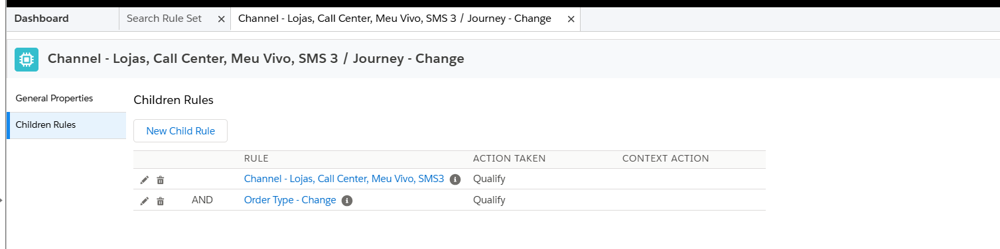 Dashboard Search Rule Set Channel - Lojas, Call Center, Meu Vivo, SMS 3 / Journey - Change
Channel - Lojas, Call Center, Meu Vivo, SMS 3 / Journey - Change
General Properties
Children Rules
Children Rules
New Child Rule
RULE ACTION TAKEN CONTEXT ACTION
Channel - Lojas, Call Center, Meu Vivo, SMS3 Qualify
AND Order Type - Change Qualify